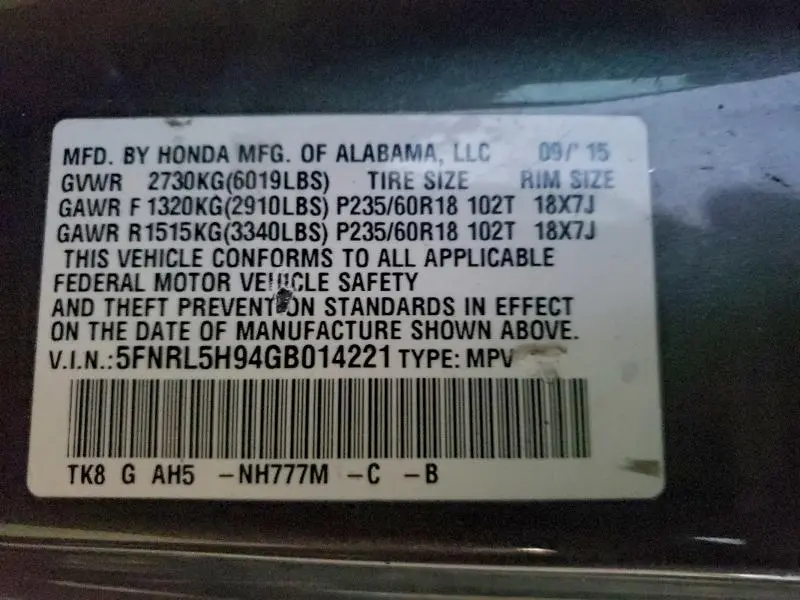 MFD. BY HONDA MFG. OF ALABAMA, LLC 09/ 15
GVWR 2730KG(6019LBS) TIRE SIZE RIM SIZE
GAWR F 1320KG(2910LBS) P235/60R18 102T 18X7J
GAWR R1515KG(3340LBS) P235/60R18 102T 18X7J
THIS VEHICLE CONFORMS TO ALL APPLICABLE
FEDERAL MOTOR VEHICLE SAFETY
AND THEFT PREVENTION STANDARDS IN EFFECT
ON THE DATE OF MANUFACTURE SHOWN ABOVE.
V.I.N.:5FNRL5H94GB014221 TYPE: MPV
TK8 G AH5 -NH777M -C -B